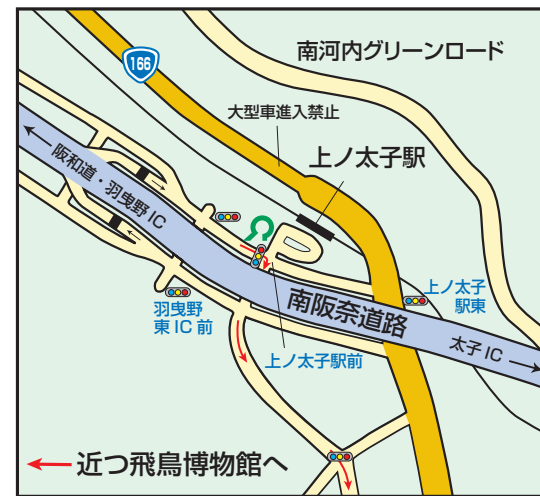 南河内グリーンロード
166
大型車進入禁止
上ノ太子駅
阪和道・羽曳野 IC
上ノ太子
駅東
羽曳野
東 IC 前
南阪奈道路
太子 IC
上ノ太子駅前
近つ飛鳥博物館へ